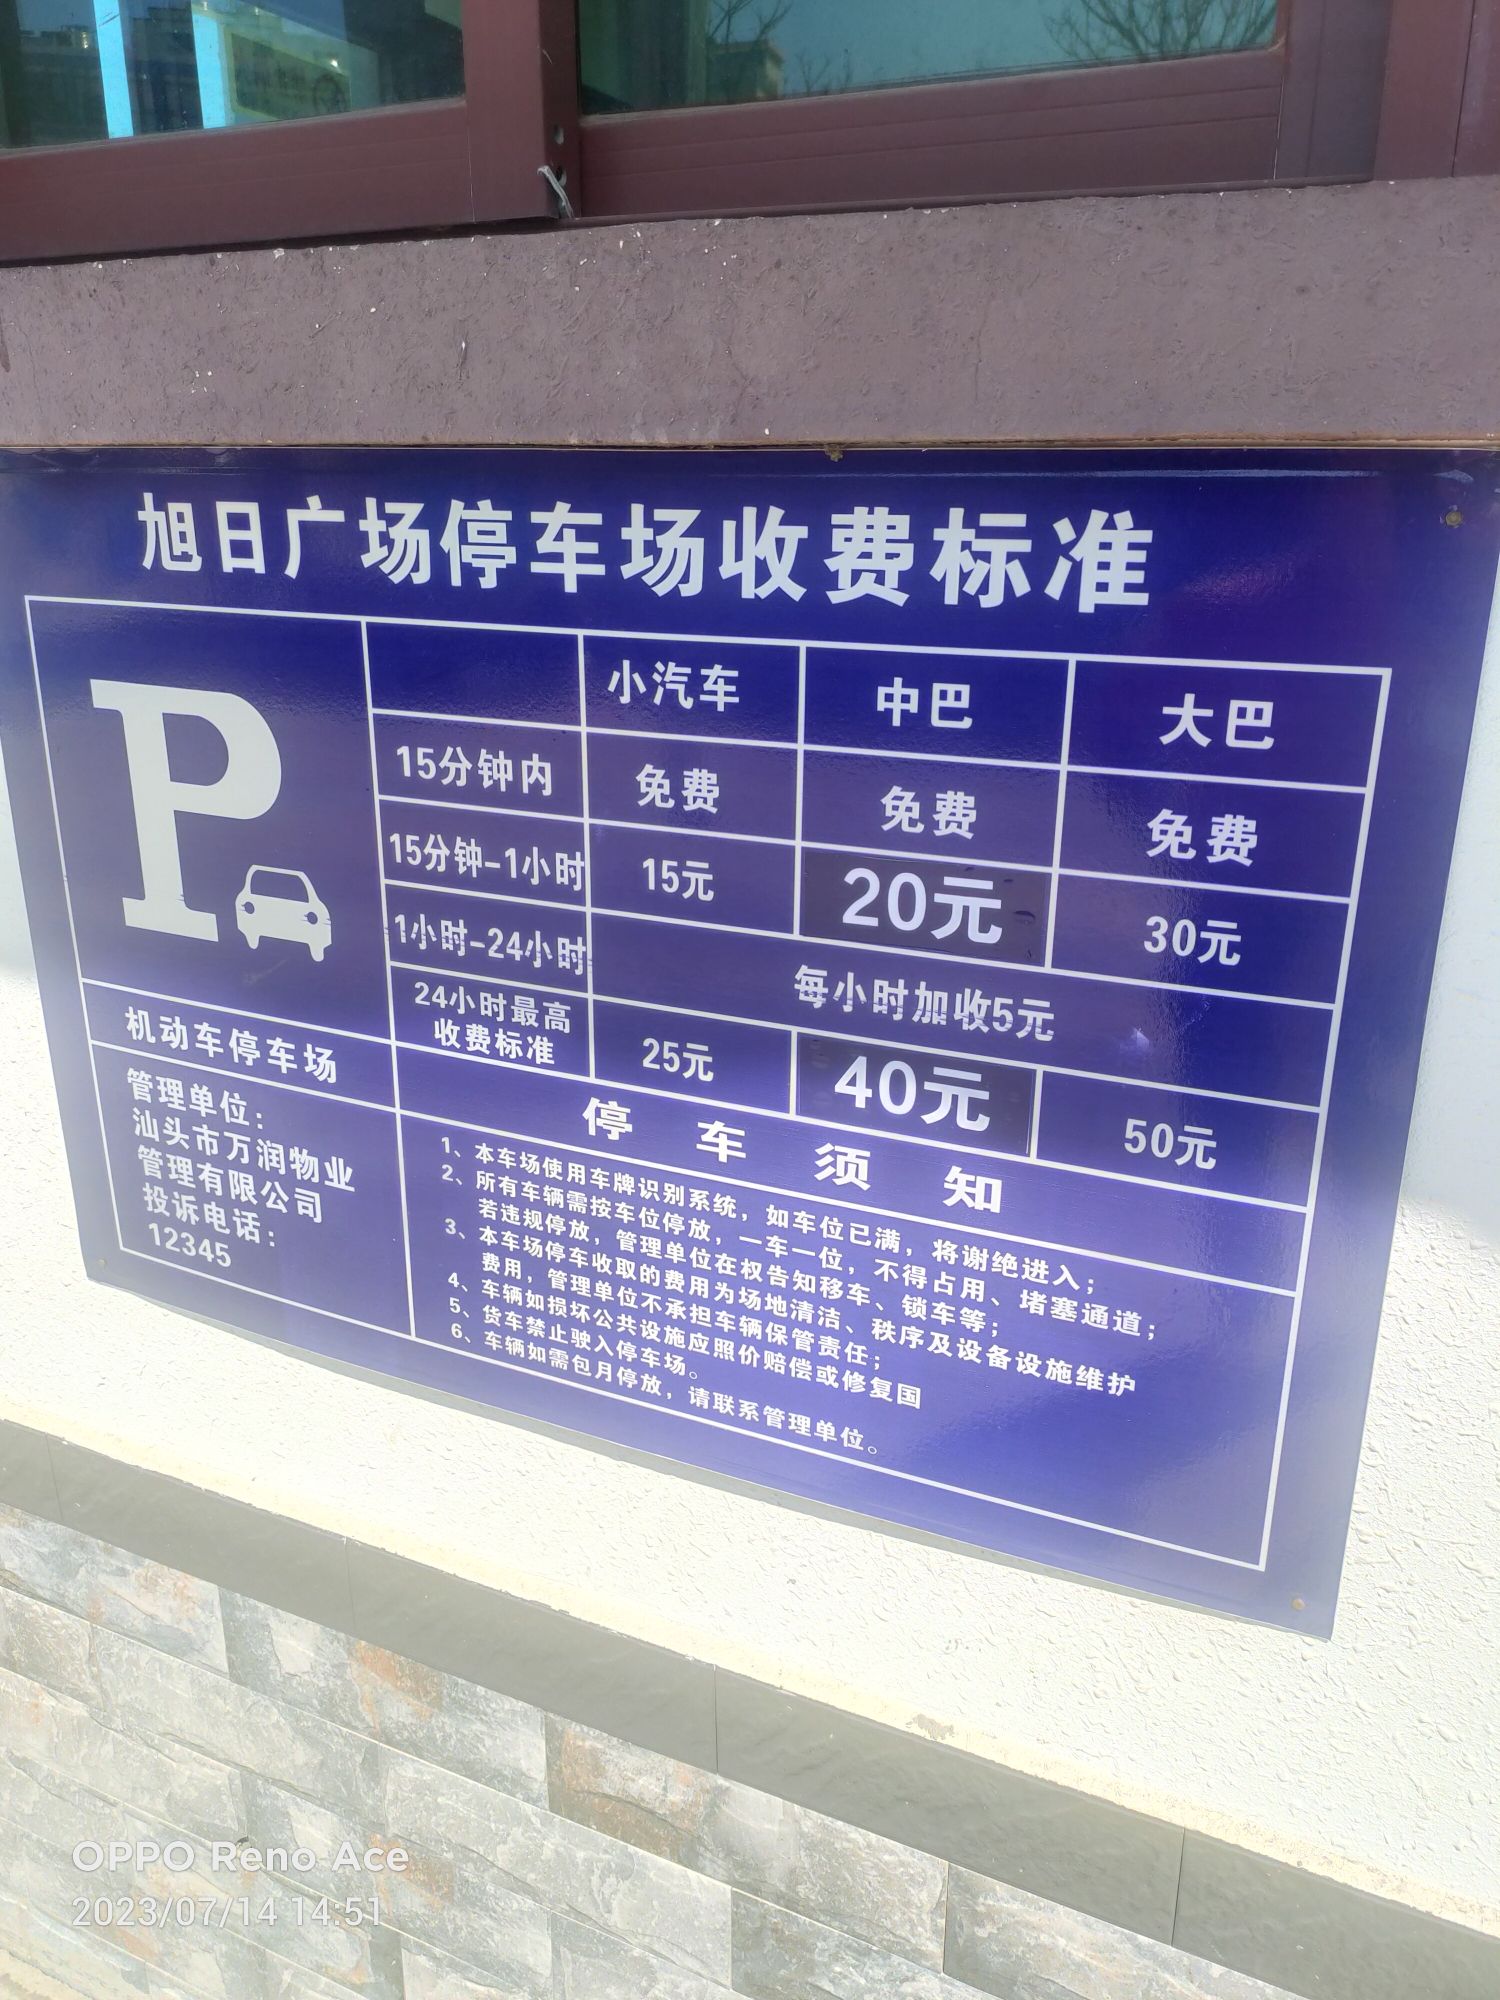 旭日广场停车场收费标准
P
小汽车 中巴 大巴
15分钟内 免费 免费 免费
15分钟-1小时 15元 20元 30元
1小时-24小时 每小时加收5元
24小时最高
收费标准 25元 40元 50元
机动车停车场
管理单位：
汕头市万润物业
管理有限公司
投诉电话：
12345
停车须知
1、本车场使用车牌识别系统，如车位已满，将谢绝进入；
2、所有车辆需按车位停放，一车一位，不得占用、堵塞通道；
若违规停放，管理单位在权告知移车、锁车等；
3、本车场停车收取的费用为场地清洁、秩序及设备设施维护
费用，管理单位不承担车辆保管责任；
4、车辆如损坏公共设施应照价赔偿或修复国
5、货车禁止驶入停车场。
6、车辆如需包月停放，请联系管理单位。
OPPO Reno Ace
2023/07/14 14:51